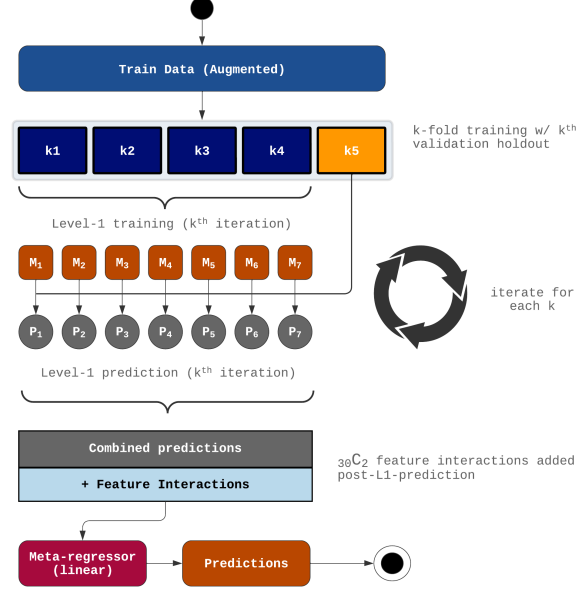 Train Data (Augmented)
k1 k2 k3 k4 k5
k-fold training w/ kᵗʰ
validation holdout
Level-1 training (kᵗʰ iteration)
M₁ M₂ M₃ M₄ M₅ M₆ M₇
iterate for
each k
P₁ P₂ P₃ P₄ P₅ P₆ P₇
Level-1 prediction (kᵗʰ iteration)
Combined predictions
+ Feature Interactions
₃₀C₂ feature interactions added
post-L1-prediction
Meta-regressor
(linear)
Predictions